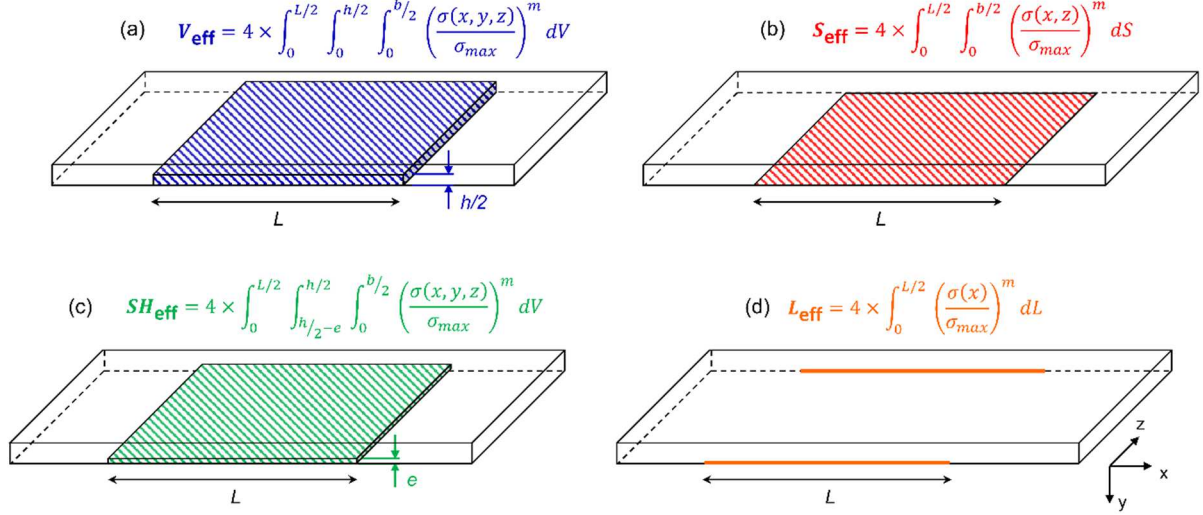 (a) V_eff = 4 × ∫_0^{L/2} ∫_0^{h/2} ∫_0^{b/2} (σ(x, y, z)/σ_max)^m dV
(b) S_eff = 4 × ∫_0^{L/2} ∫_0^{b/2} (σ(x, z)/σ_max)^m dS
L
h/2
L
(c) SH_eff = 4 × ∫_0^{L/2} ∫_{h/2−e}^{h/2} ∫_0^{b/2} (σ(x, y, z)/σ_max)^m dV
(d) L_eff = 4 × ∫_0^{L/2} (σ(x)/σ_max)^m dL
L
e
L
z
x
y